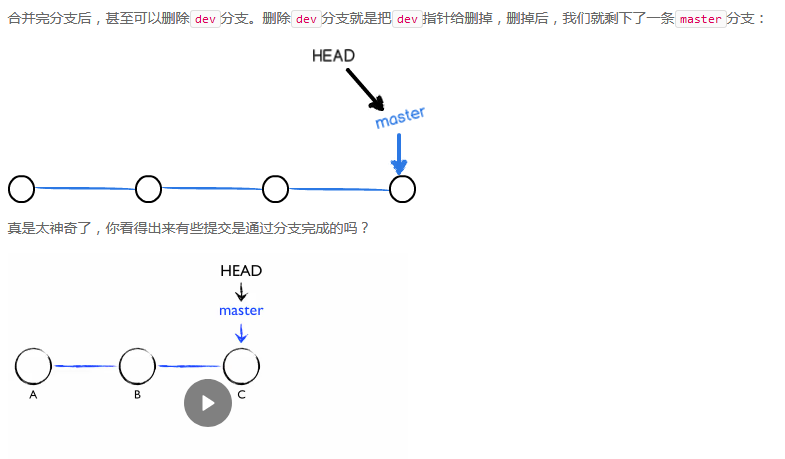 合并完分支后，甚至可以删除dev分支。删除dev分支就是把dev指针给删掉，删掉后，我们就剩下了一条master分支：
HEAD
master
真是太神奇了，你看得出来有些提交是通过分支完成的吗？
HEAD
master
A B C